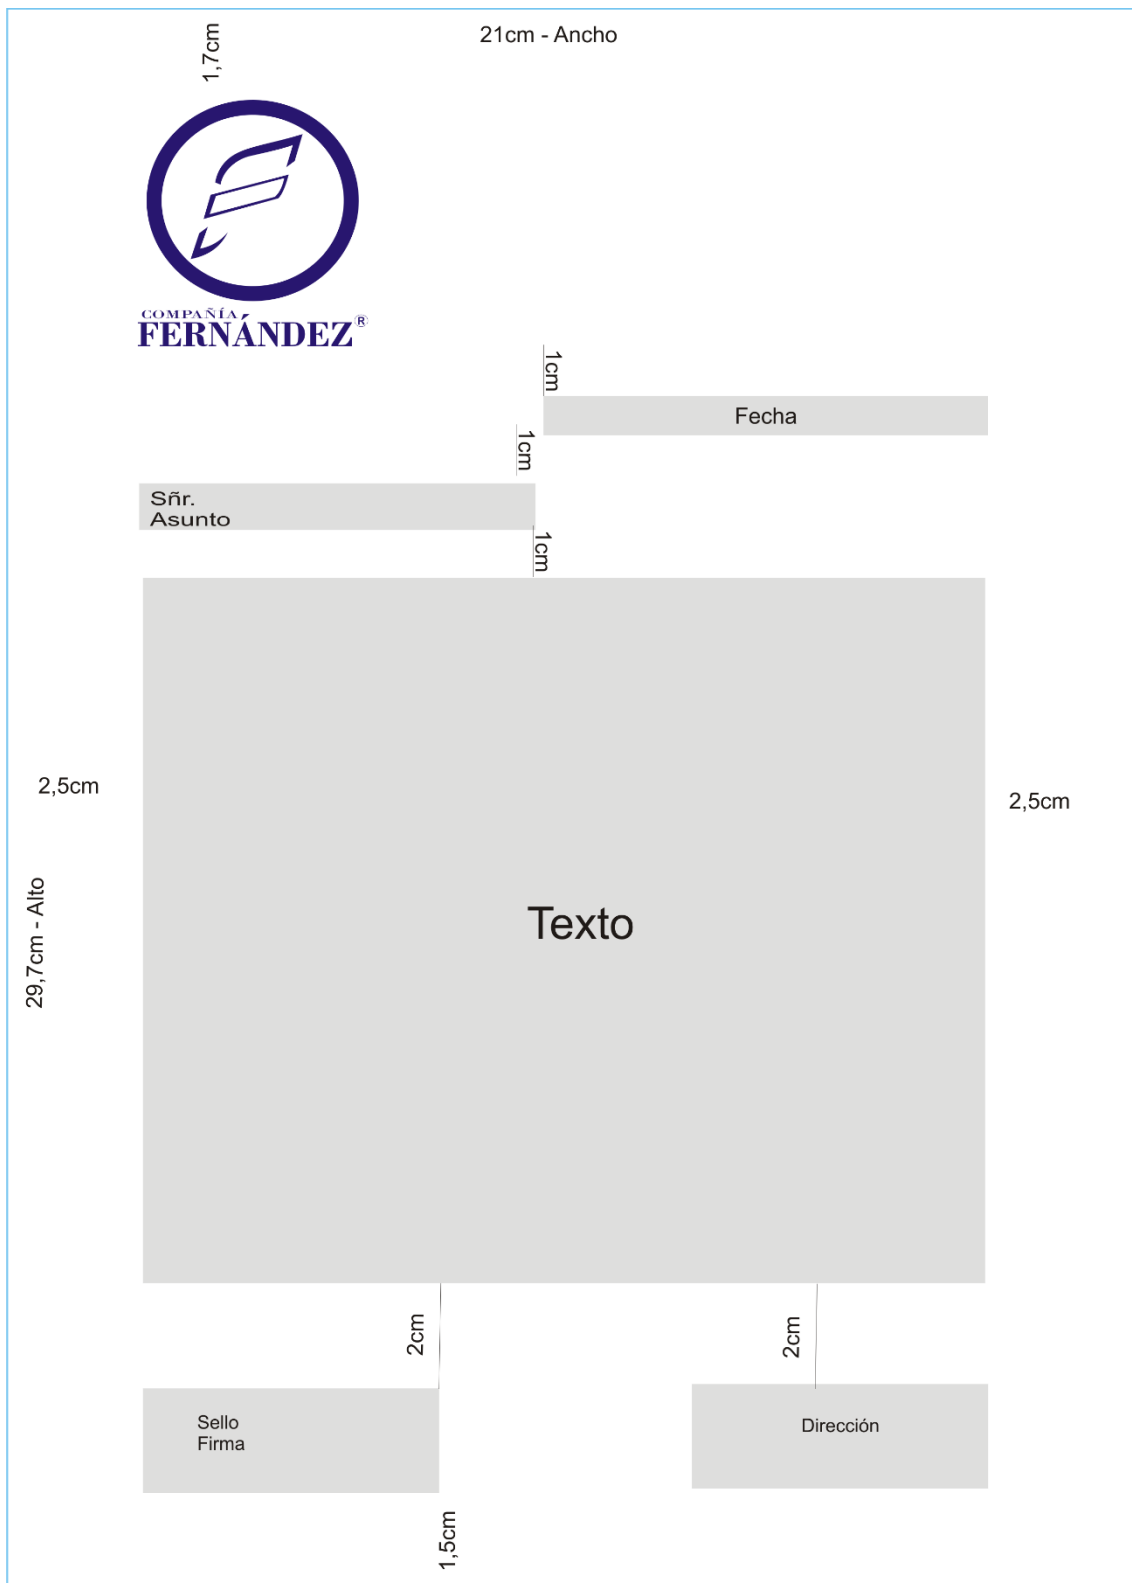 1,7cm
21cm - Ancho
COMPAÑÍA
FERNÁNDEZ®
1cm
Fecha
1cm
Sñr.
Asunto
1cm
2,5cm
2,5cm
29,7cm - Alto
Texto
2cm
2cm
Sello
Firma
Dirección
1,5cm